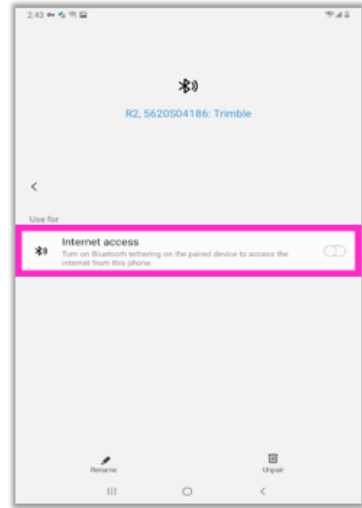 2:43
R2, 5620S04186: Trimble
Use for
Internet access
Turn on Bluetooth tethering on the paired device to access the
internet from this phone.
Rename
Unpair